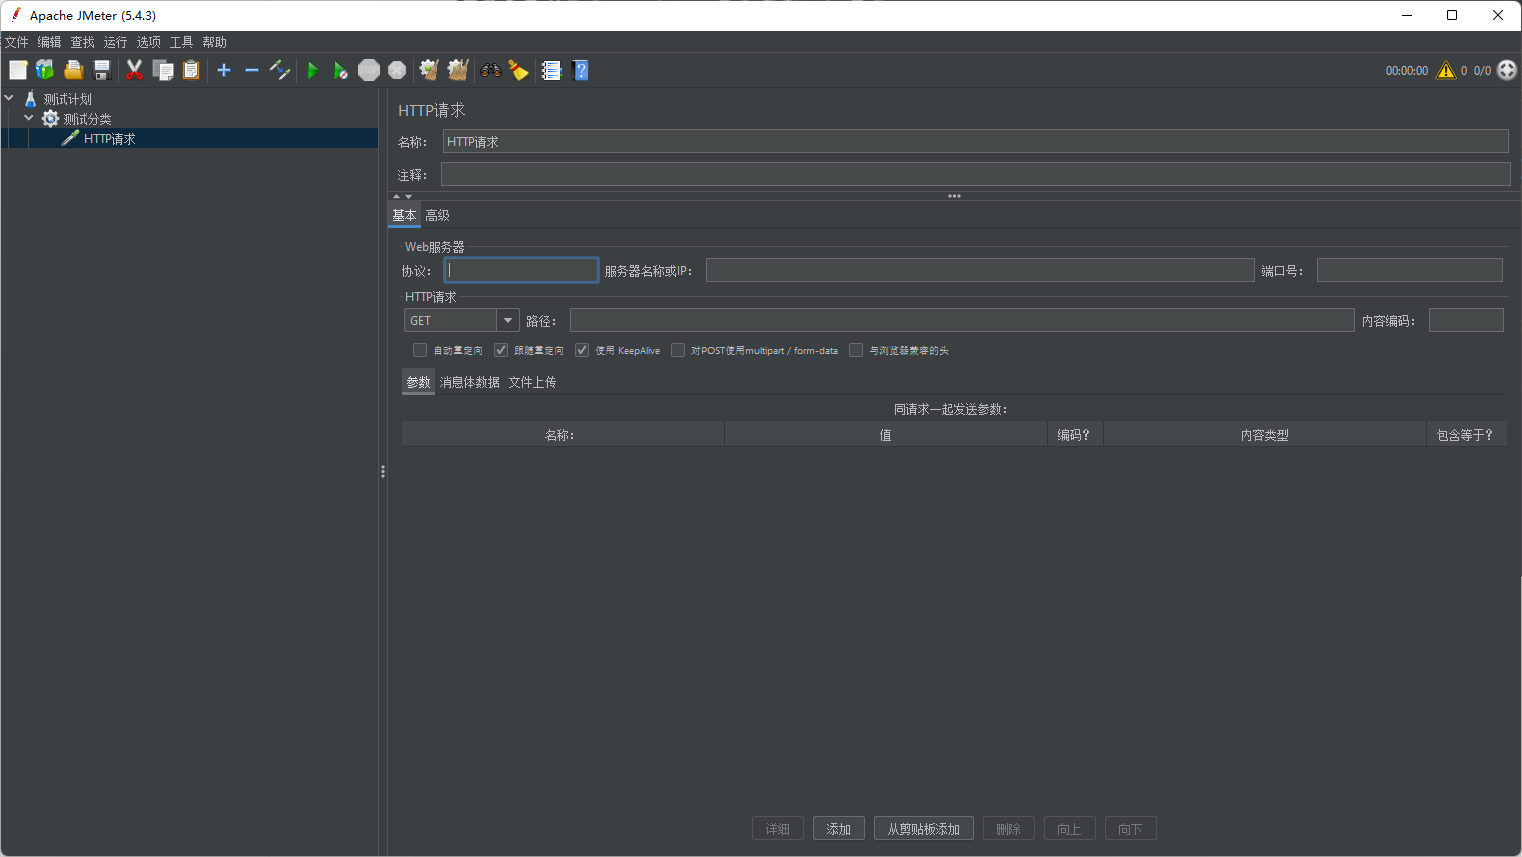 Apache JMeter (5.4.3)
文件 编辑 查找 运行 选项 工具 帮助
00:00:00 0 0/0
测试计划
测试分类
HTTP请求
HTTP请求
名称： HTTP请求
注释：
基本 高级
Web服务器
协议： 服务器名称或IP： 端口号：
HTTP请求
GET 路径： 内容编码：
自动重定向 跟随重定向 使用 KeepAlive 对POST使用multipart / form-data 与浏览器兼容的头
参数 消息体数据 文件上传
同请求一起发送参数：
名称： 值 编码？ 内容类型 包含等于？
详细 添加 从剪贴板添加 删除 向上 向下